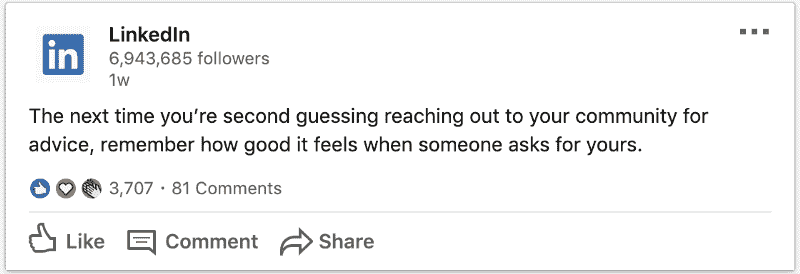 in
LinkedIn
6,943,685 followers
1w
The next time you’re second guessing reaching out to your community for
advice, remember how good it feels when someone asks for yours.
3,707 · 81 Comments
Like Comment Share